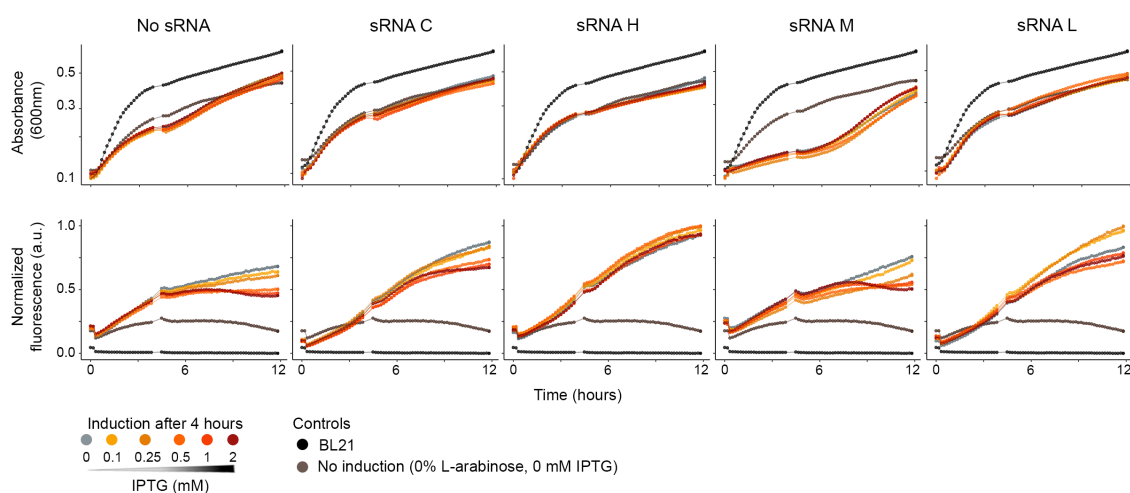 No sRNA
sRNA C
sRNA H
sRNA M
sRNA L
Absorbance
(600nm)
0.5
0.3
0.1
Normalized
fluorescence (a.u.)
1.0
0.5
0.0
0 6 12
0 6 12
0 6 12
0 6 12
0 6 12
Time (hours)
Induction after 4 hours
0 0.1 0.25 0.5 1 2
IPTG (mM)
Controls
BL21
No induction (0% L-arabinose, 0 mM IPTG)